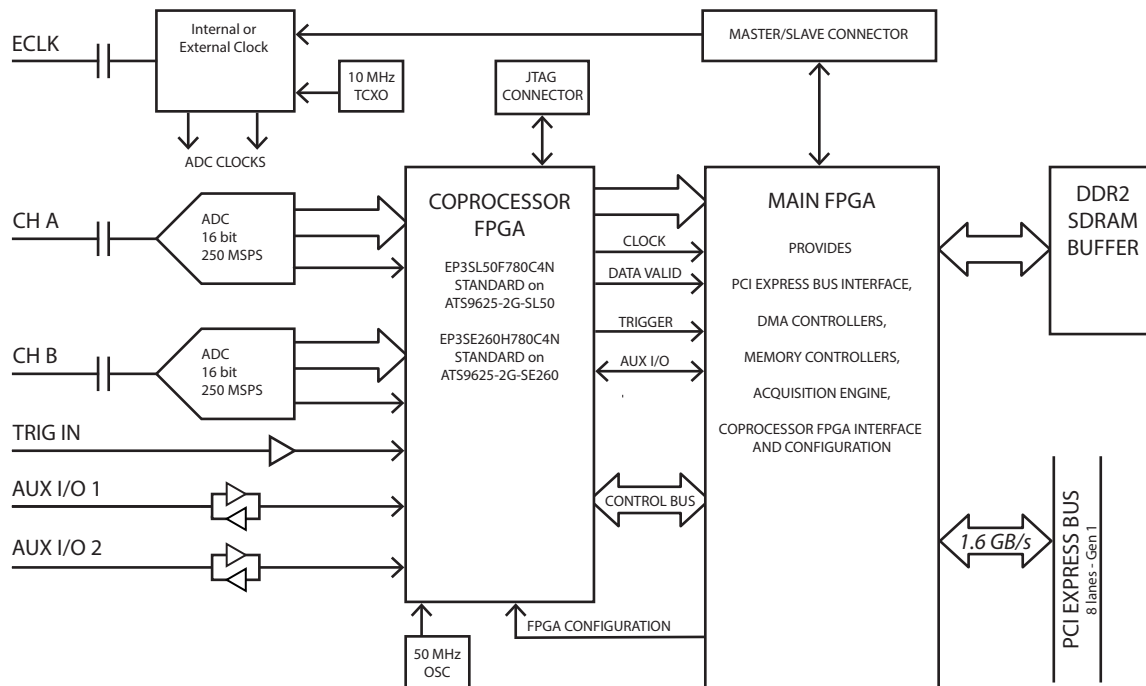 ECLK
Internal or
External Clock
MASTER/SLAVE CONNECTOR
10 MHz
TCXO
JTAG
CONNECTOR
ADC CLOCKS
CH A
ADC
16 bit
250 MSPS
COPROCESSOR
FPGA
EP3SL50F780C4N
STANDARD on
ATS9625-2G-SL50
EP3SE260H780C4N
STANDARD on
ATS9625-2G-SE260
CLOCK
DATA VALID
TRIGGER
AUX I/O
CONTROL BUS
MAIN FPGA
PROVIDES
PCI EXPRESS BUS INTERFACE,
DMA CONTROLLERS,
MEMORY CONTROLLERS,
ACQUISITION ENGINE,
COPROCESSOR FPGA INTERFACE
AND CONFIGURATION
DDR2
SDRAM
BUFFER
CH B
ADC
16 bit
250 MSPS
TRIG IN
AUX I/O 1
AUX I/O 2
1.6 GB/s
PCI EXPRESS BUS
8 lanes - Gen 1
FPGA CONFIGURATION
50 MHz
OSC